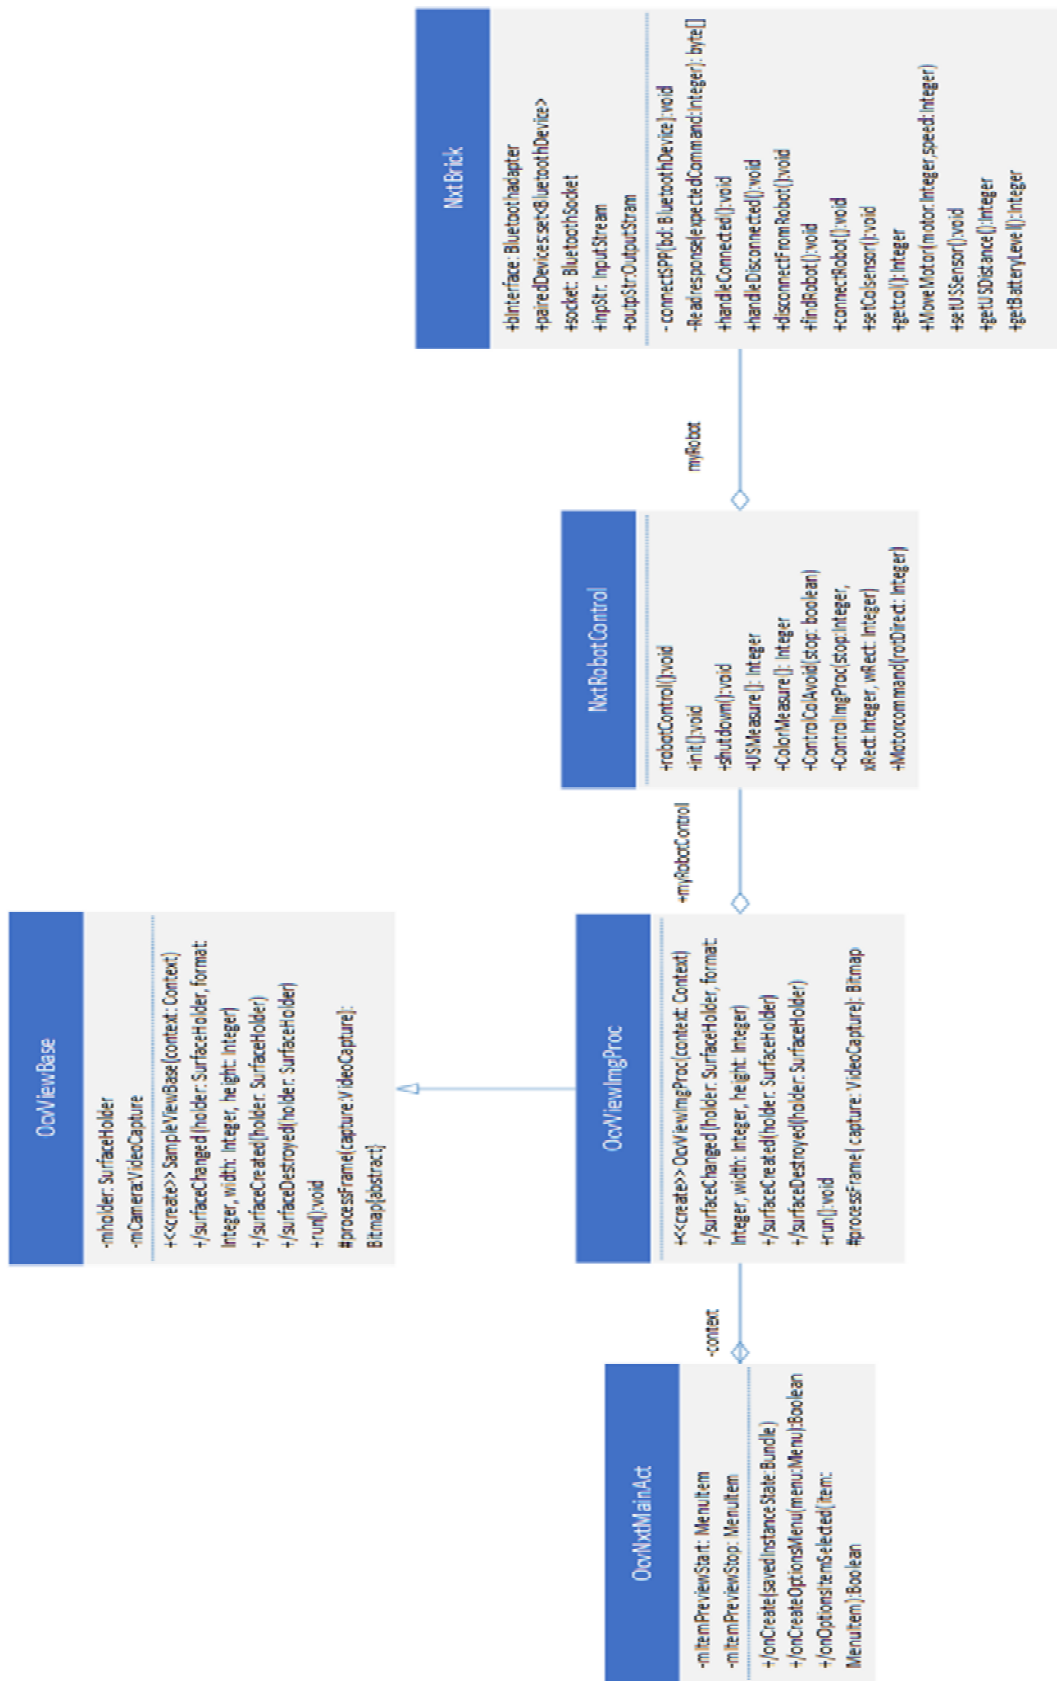 OcvViewBase
-mholder: SurfaceHolder
-mCamera:VideoCapture
+<<create>> SampleViewBase(context: Context)
+/surfaceChanged(holder: SurfaceHolder, format:
Integer, width: Integer, height: Integer)
+/surfaceCreated(holder: SurfaceHolder)
+/surfaceDestroyed(holder: SurfaceHolder)
+run():void
#processFrame(capture:VideoCapture):
Bitmap{abstract}
OcvNxtMainAct
-mItemPreviewStart: MenuItem
-mItemPreviewStop: MenuItem
+/onCreate(savedInstanceState:Bundle)
+/onCreateOptionsMenu(menu:Menu):Boolean
+/onOptionsItemSelected(item:
MenuItem):Boolean
-context
OcvViewImgProc
+<<create>> OcvViewImgProc(context: Context)
+/surfaceChanged(holder: SurfaceHolder, format:
Integer, width: Integer, height: Integer)
+/surfaceCreated(holder: SurfaceHolder)
+/surfaceDestroyed(holder: SurfaceHolder)
+run():void
#processFrame( capture: VideoCapture): Bitmap
+myRobotControl
NxtRobotControl
+robotControl():void
+init():void
+shutdown():void
+USMeasure(): Integer
+ColorMeasure(): Integer
+ControlColAvoid(stop: boolean)
+ControlImgProc(stop:Integer,
xRect: Integer, wRect: Integer)
+Motorcommand(rotDirect: Integer)
myRobot
NxtBrick
+bInterface: Bluetoothadapter
+pairedDevices:set<BluetoothDevice>
+socket: BluetoothSocket
+inpStr: InputStream
+outpStr:OutputStram
- connectSPP(bd: BluetoothDevice):void
-Readresponse(expectedCommand:Integer): byte[]
+handleConnected():void
+handleDisconnected():void
+disconnectFromRobot():void
+findRobot():void
+connectRobot():void
+setColsensor():void
+getcol():Integer
+MoveMotor(motor:Integer,speed:Integer)
+setUSSensor():void
+getUSDistance():Integer
+getBatteryLevel():Integer